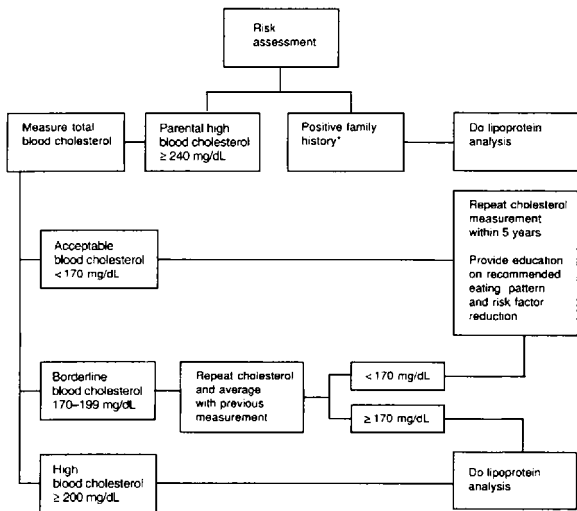 Risk
assessment
Measure total
blood cholesterol
Parental high
blood cholesterol
≥ 240 mg/dL
Positive family
history*
Do lipoprotein
analysis
Acceptable
blood cholesterol
< 170 mg/dL
Repeat cholesterol
measurement
within 5 years
Provide education
on recommended
eating pattern
and risk factor
reduction
Borderline
blood cholesterol
170–199 mg/dL
Repeat cholesterol
and average
with previous
measurement
< 170 mg/dL
≥ 170 mg/dL
High
blood cholesterol
≥ 200 mg/dL
Do lipoprotein
analysis